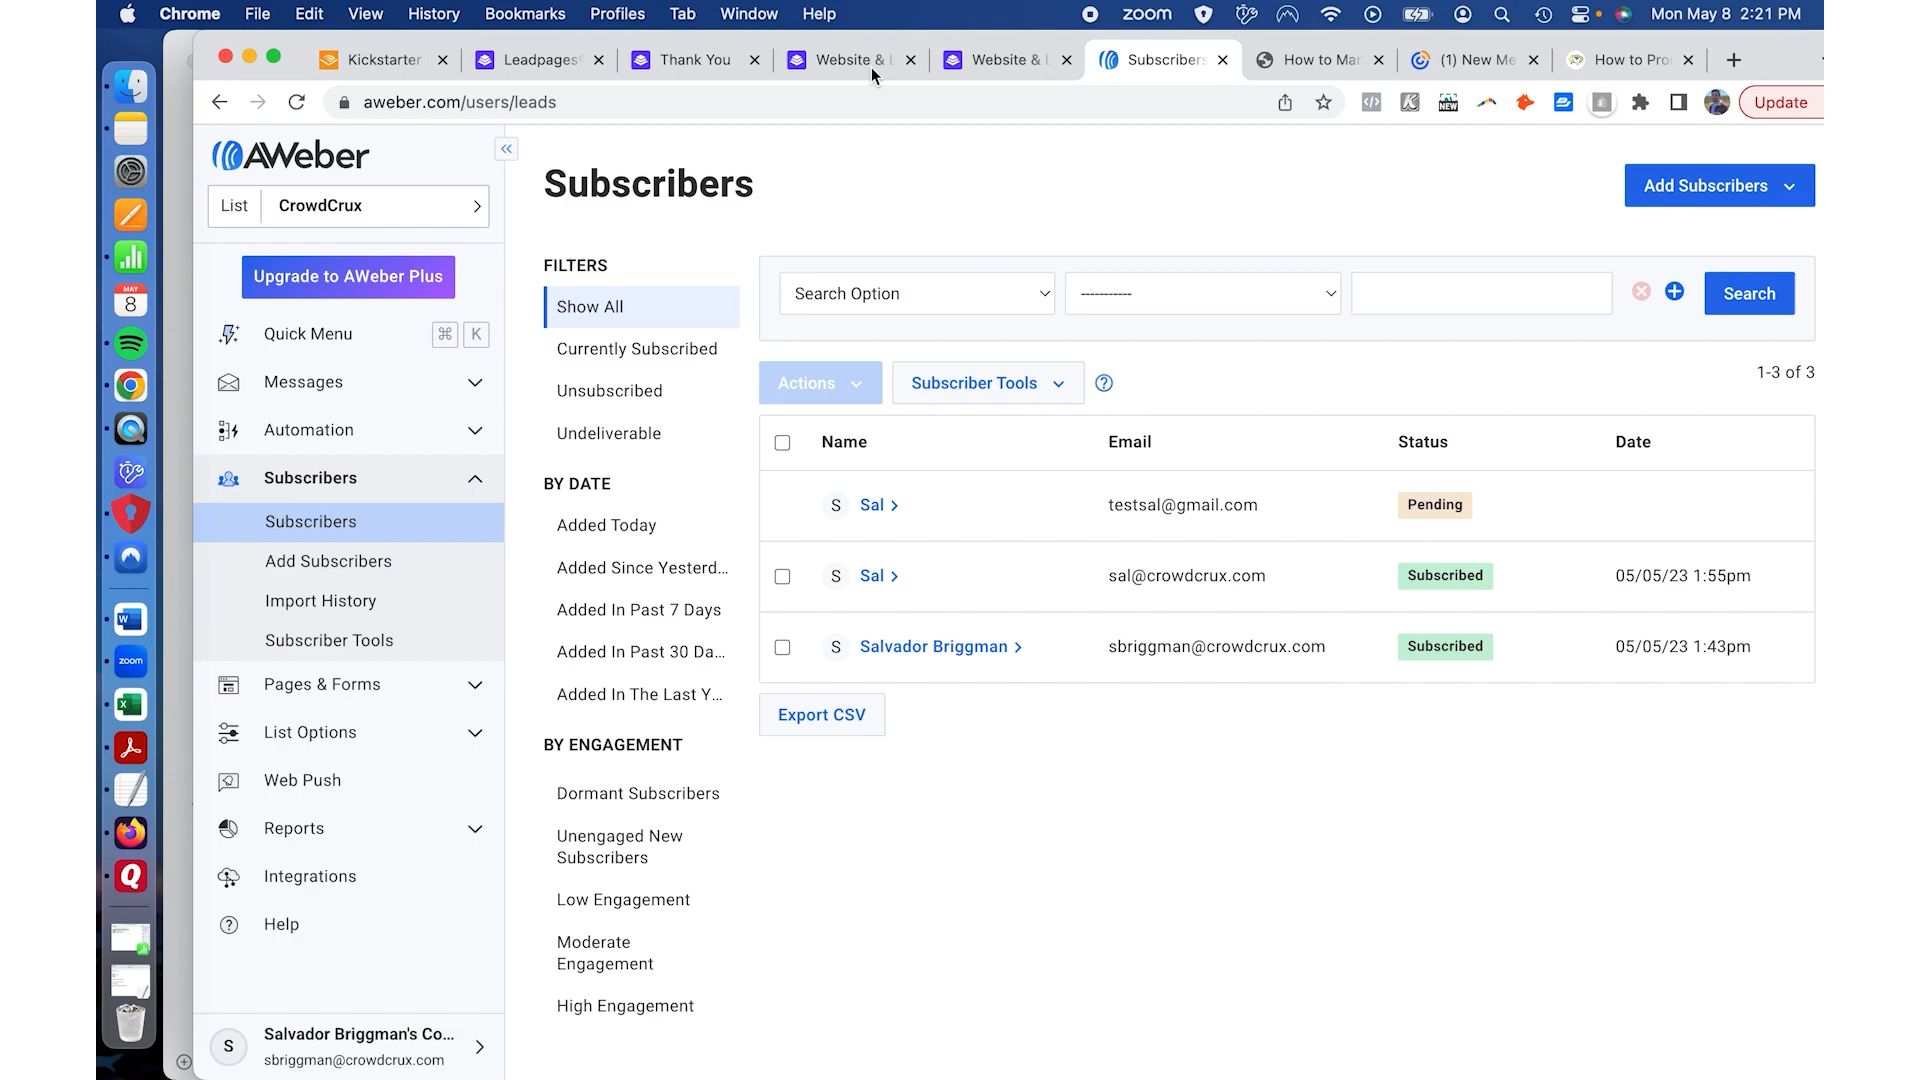 Chrome File Edit View History Bookmarks Profiles Tab Window Help zoom Mon May 8 2:21 PM
Kickstarter Leadpages Thank You Website & L Website & L Subscribers How to Mar (1) New Me How to Pro
aweber.com/users/leads NEW Update
AWeber
List CrowdCrux
Upgrade to AWeber Plus
Quick Menu ⌘ K
Messages
Automation
Subscribers
Subscribers
Add Subscribers
Import History
Subscriber Tools
Pages & Forms
List Options
Web Push
Reports
Integrations
Help
S Salvador Briggman's Co...
sbriggman@crowdcrux.com
MAY
8
W
zoom
X
Q
Subscribers
Add Subscribers
FILTERS
Show All
Currently Subscribed
Unsubscribed
Undeliverable
BY DATE
Added Today
Added Since Yesterd...
Added In Past 7 Days
Added In Past 30 Da...
Added In The Last Y...
BY ENGAGEMENT
Dormant Subscribers
Unengaged New
Subscribers
Low Engagement
Moderate
Engagement
High Engagement
Search Option ----------- Search
Actions Subscriber Tools ? 1-3 of 3
Name Email Status Date
S Sal > testsal@gmail.com Pending
S Sal > sal@crowdcrux.com Subscribed 05/05/23 1:55pm
S Salvador Briggman > sbriggman@crowdcrux.com Subscribed 05/05/23 1:43pm
Export CSV